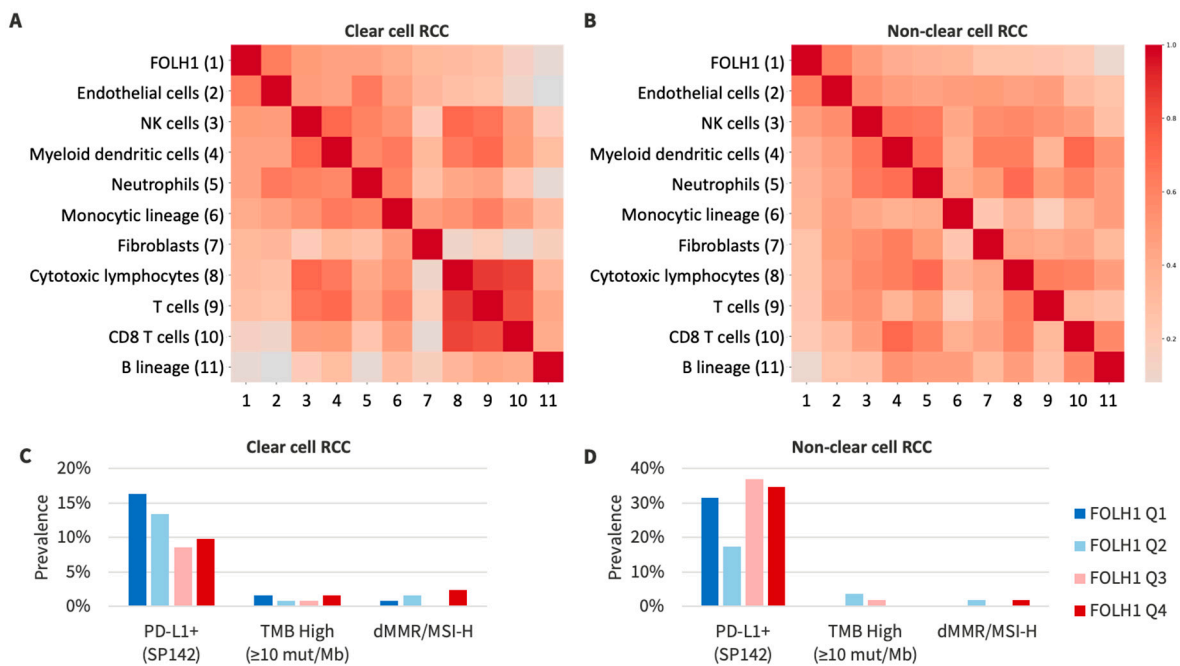 A
Clear cell RCC
FOLH1 (1)
Endothelial cells (2)
NK cells (3)
Myeloid dendritic cells (4)
Neutrophils (5)
Monocytic lineage (6)
Fibroblasts (7)
Cytotoxic lymphocytes (8)
T cells (9)
CD8 T cells (10)
B lineage (11)
1 2 3 4 5 6 7 8 9 10 11
B
Non-clear cell RCC
FOLH1 (1)
Endothelial cells (2)
NK cells (3)
Myeloid dendritic cells (4)
Neutrophils (5)
Monocytic lineage (6)
Fibroblasts (7)
Cytotoxic lymphocytes (8)
T cells (9)
CD8 T cells (10)
B lineage (11)
1 2 3 4 5 6 7 8 9 10 11
1.0
0.8
0.6
0.4
0.2
C
Clear cell RCC
Prevalence
20%
15%
10%
5%
0%
PD-L1+ TMB High dMMR/MSI-H
(SP142) (≥10 mut/Mb)
D
Non-clear cell RCC
Prevalence
40%
30%
20%
10%
0%
PD-L1+ TMB High dMMR/MSI-H
(SP142) (≥10 mut/Mb)
FOLH1 Q1
FOLH1 Q2
FOLH1 Q3
FOLH1 Q4